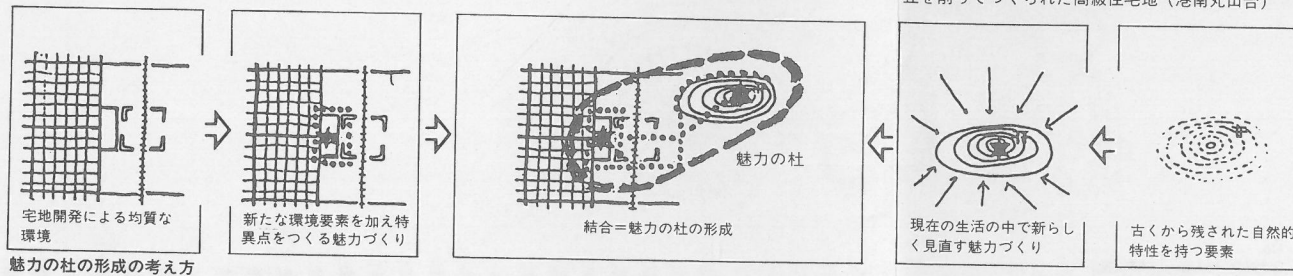 丘を削ってつくられた高級住宅地（港南丸山台）
宅地開発による均質な
環境
新たな環境要素を加え特
異点をつくる魅力づくり
魅力の杜
結合＝魅力の杜の形成
現在の生活の中で新らし
く見直す魅力づくり
古くから残された自然的
特性を持つ要素
魅力の杜の形成の考え方